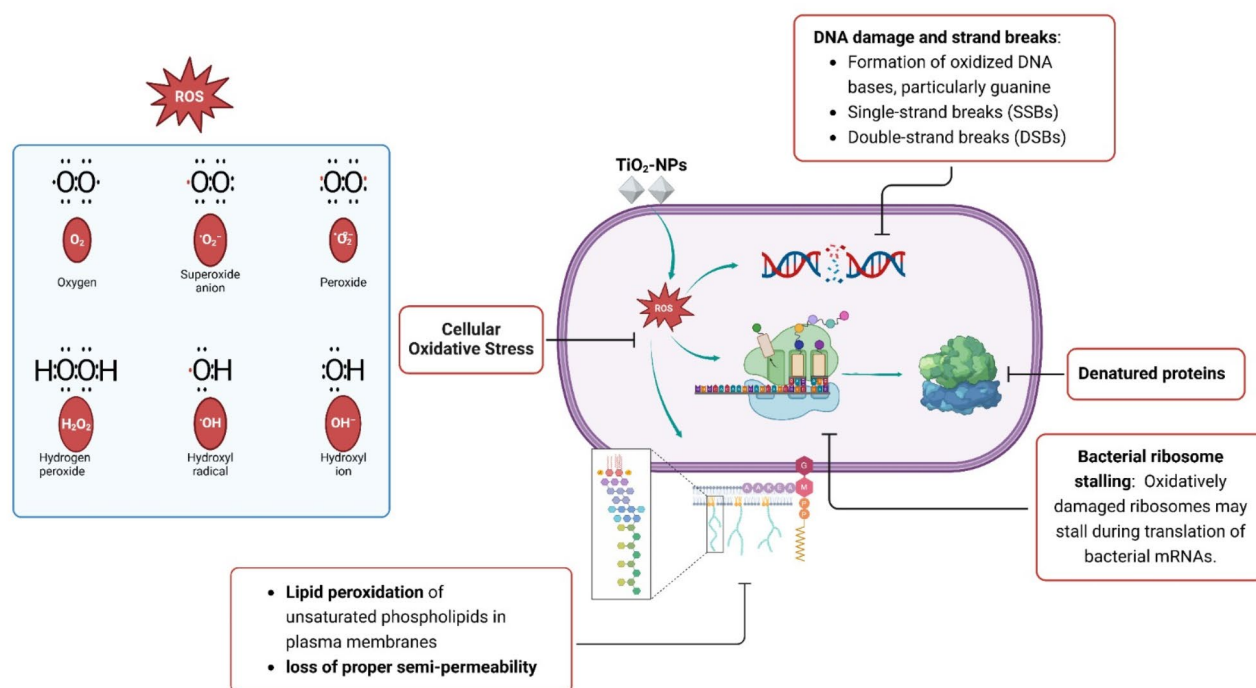 ROS
:O:O:
O₂
Oxygen
·O:O:
·O₂⁻
Superoxide
anion
:O:O:
Peroxide
H:O:O:H
H₂O₂
Hydrogen
peroxide
·O:H
·OH
Hydroxyl
radical
:O:H
OH⁻
Hydroxyl
ion
TiO₂-NPs
DNA damage and strand breaks:
• Formation of oxidized DNA
bases, particularly guanine
• Single-strand breaks (SSBs)
• Double-strand breaks (DSBs)
Cellular
Oxidative Stress
ROS
Denatured proteins
Bacterial ribosome
stalling: Oxidatively
damaged ribosomes may
stall during translation of
bacterial mRNAs.
G
M
P
P
• Lipid peroxidation of
unsaturated phospholipids in
plasma membranes
• loss of proper semi-permeability